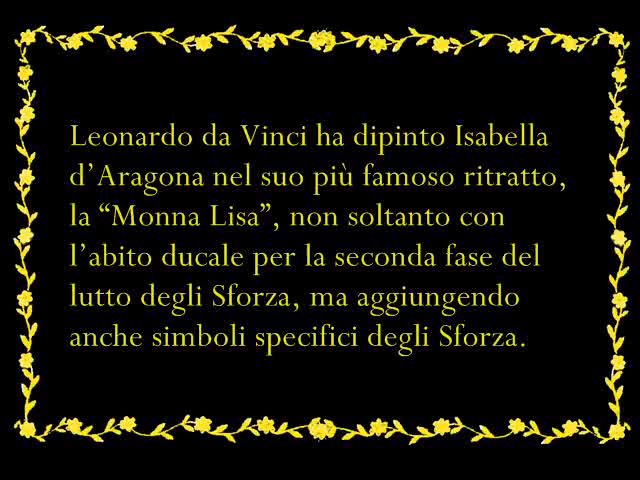 Leonardo da Vinci ha dipinto Isabella
d’Aragona nel suo più famoso ritratto,
la “Monna Lisa”, non soltanto con
l’abito ducale per la seconda fase del
lutto degli Sforza, ma aggiungendo
anche simboli specifici degli Sforza.